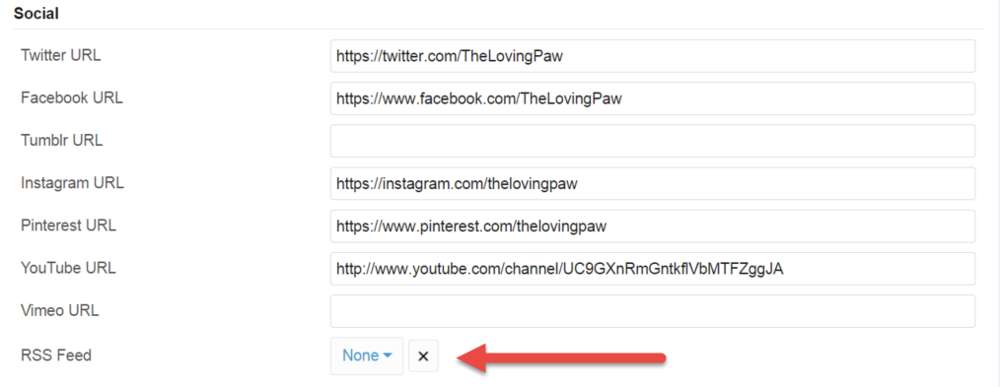 Social
Twitter URL https://twitter.com/TheLovingPaw
Facebook URL https://www.facebook.com/TheLovingPaw
Tumblr URL
Instagram URL https://instagram.com/thelovingpaw
Pinterest URL https://www.pinterest.com/thelovingpaw
YouTube URL http://www.youtube.com/channel/UC9GXnRmGntkflVbMTFZggJA
Vimeo URL
RSS Feed None ×